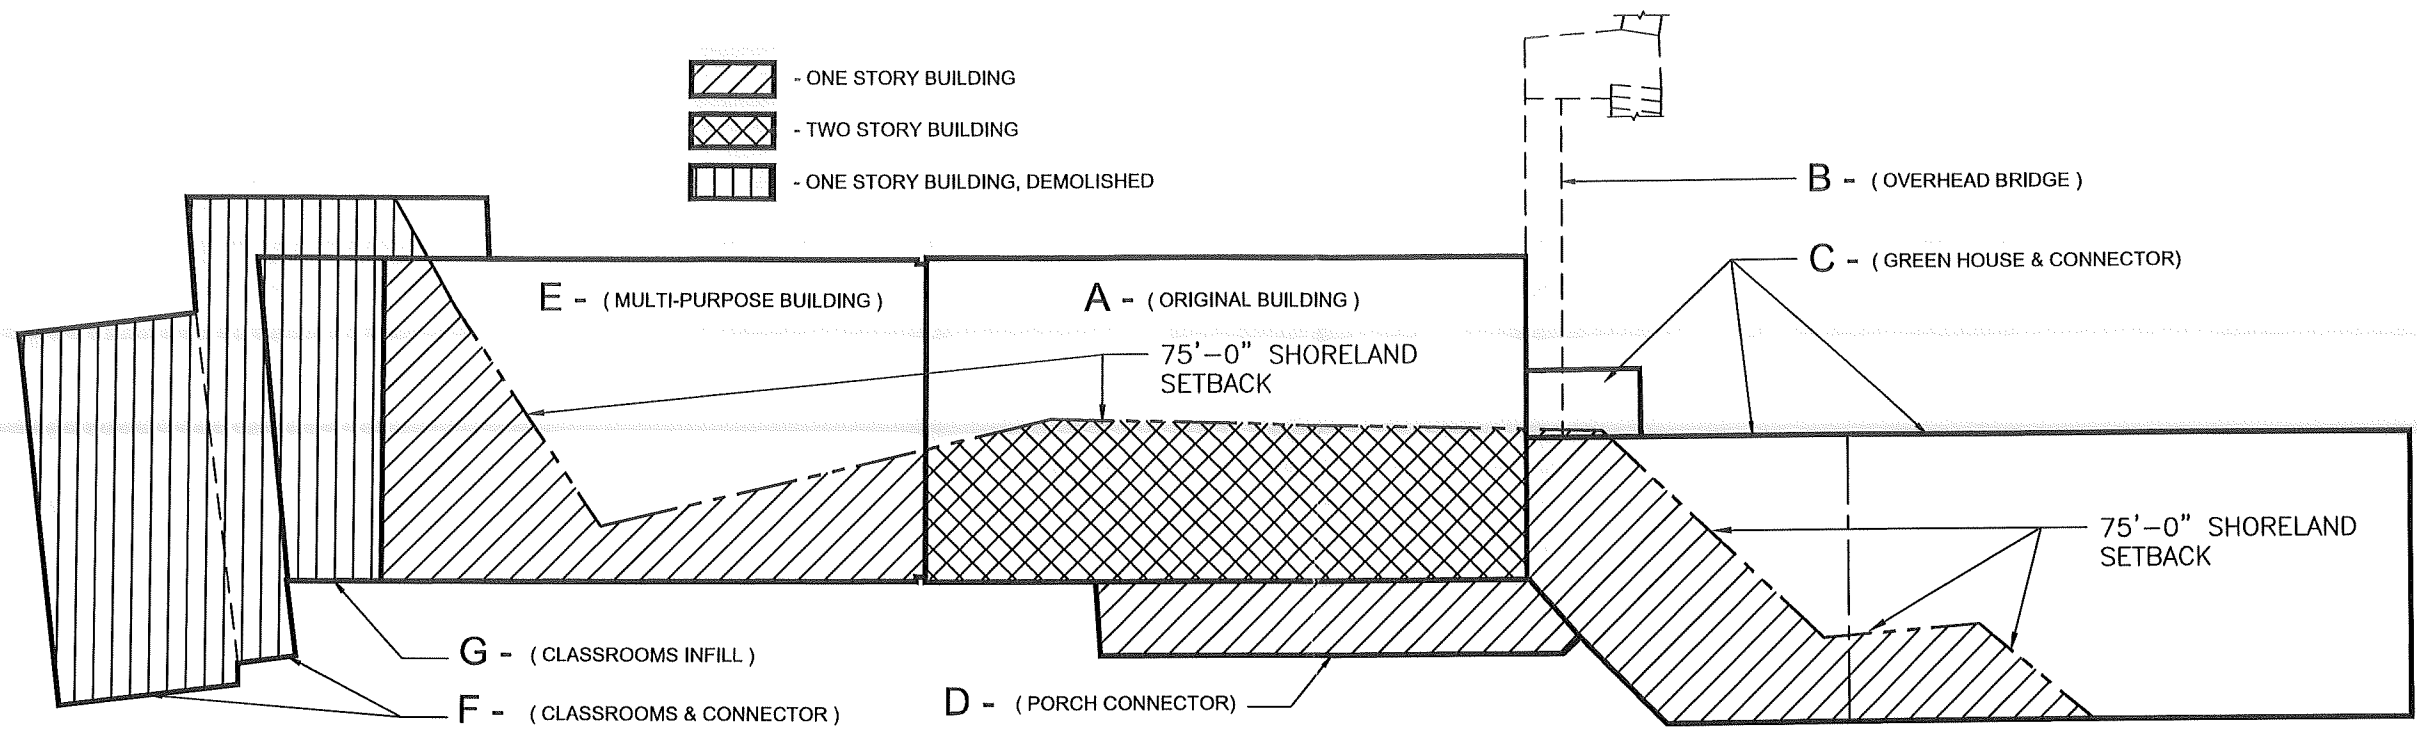 - ONE STORY BUILDING
- TWO STORY BUILDING
- ONE STORY BUILDING, DEMOLISHED
B - ( OVERHEAD BRIDGE )
C - ( GREEN HOUSE & CONNECTOR)
E - ( MULTI-PURPOSE BUILDING )
A - ( ORIGINAL BUILDING )
75'-0" SHORELAND
SETBACK
75'-0" SHORELAND
SETBACK
G - ( CLASSROOMS INFILL )
F - ( CLASSROOMS & CONNECTOR )
D - ( PORCH CONNECTOR)